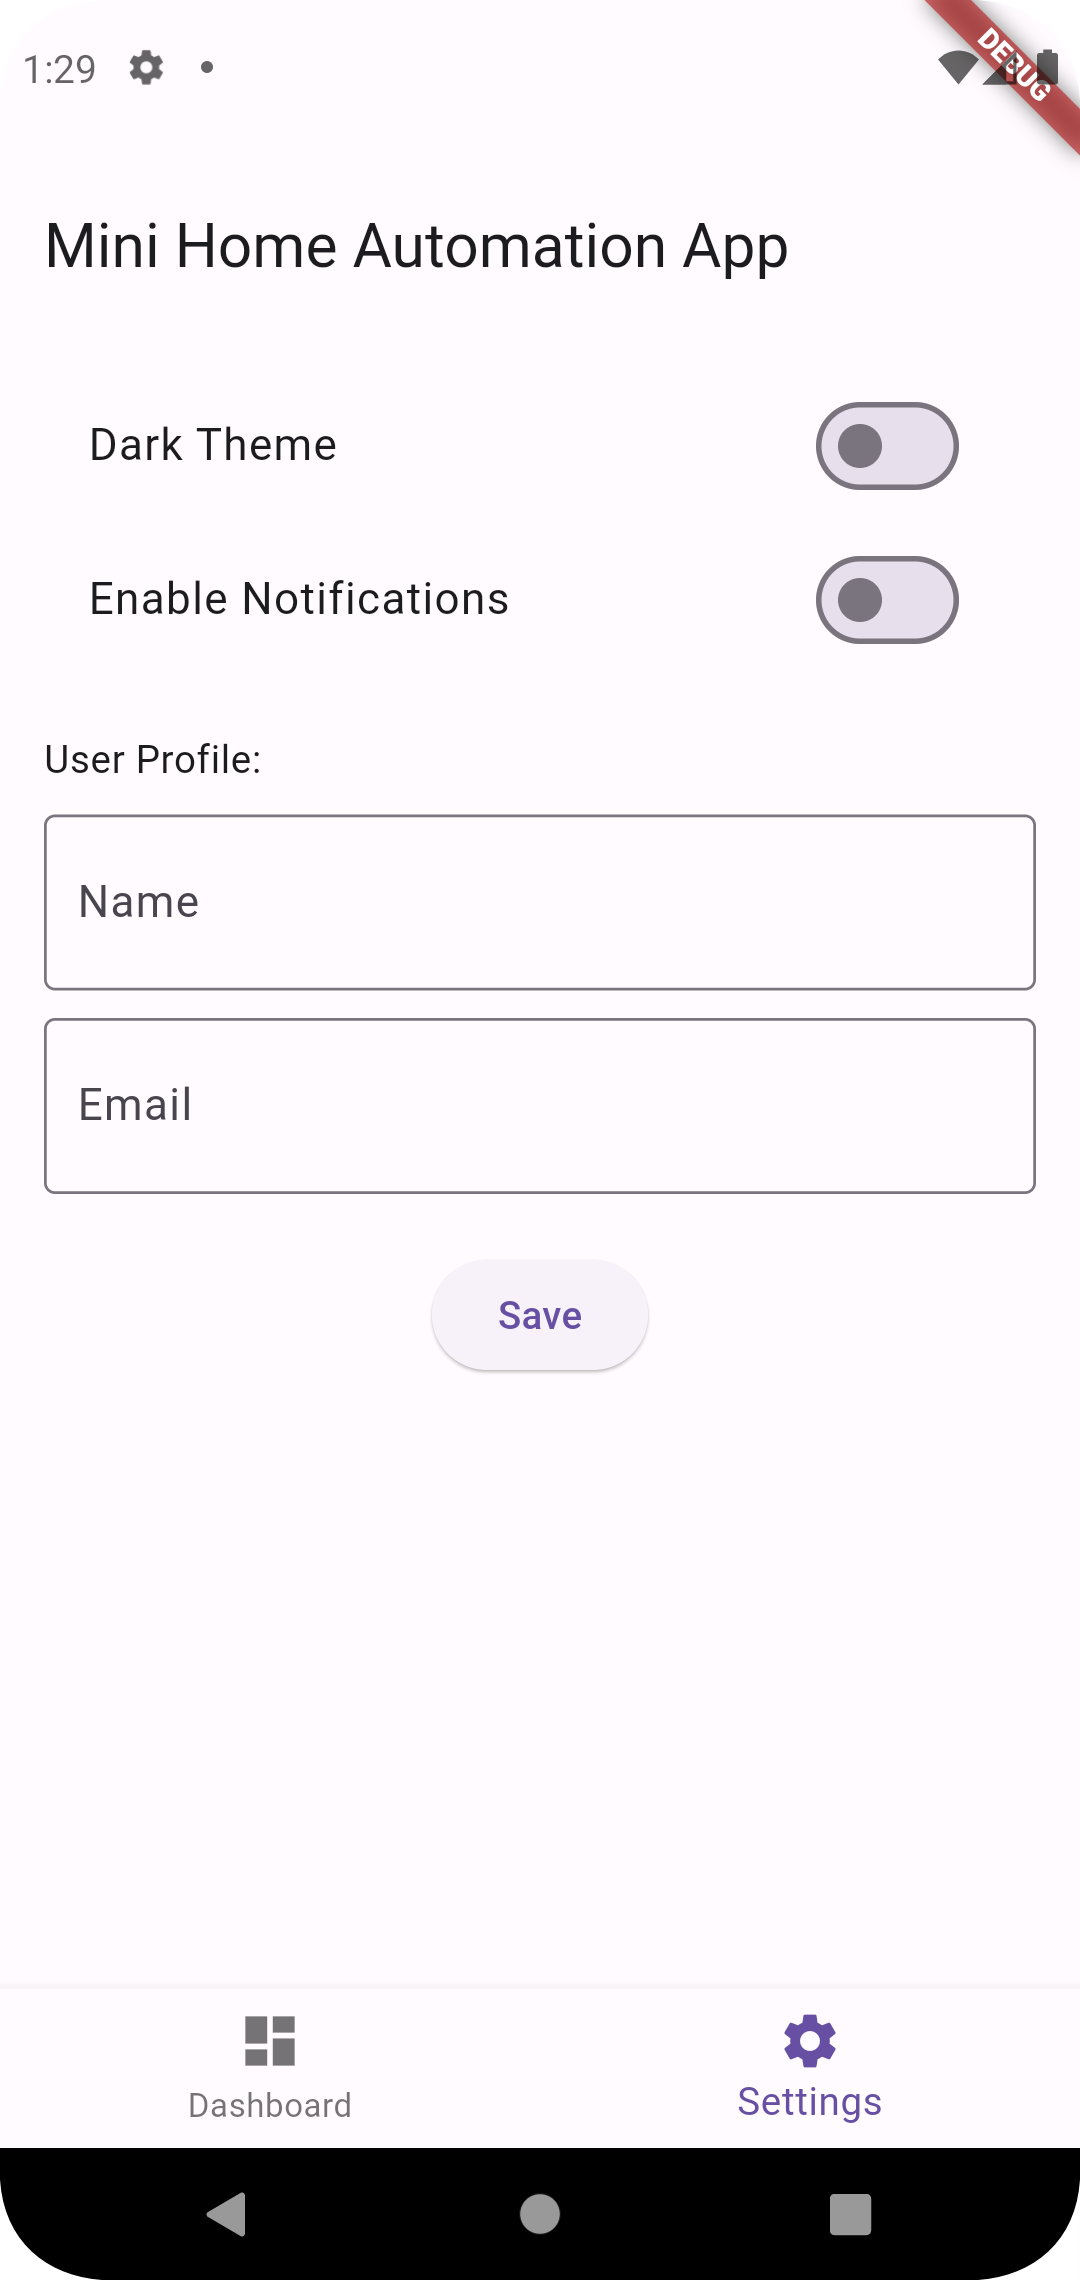 1:29
DEBUG
Mini Home Automation App
Dark Theme
Enable Notifications
User Profile:
Name
Email
Save
Dashboard
Settings